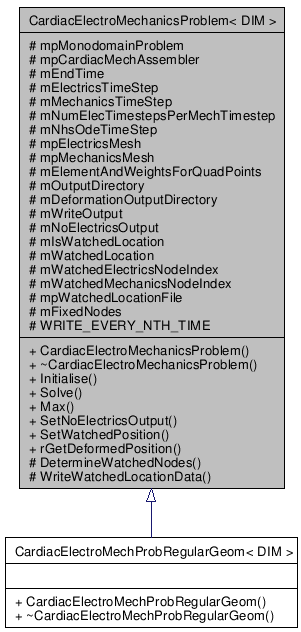 CardiacElectroMechanicsProblem< DIM >
# mpMonodomainProblem
# mpCardiacMechAssembler
# mEndTime
# mElectricsTimeStep
# mMechanicsTimeStep
# mNumElecTimestepsPerMechTimestep
# mNhsOdeTimeStep
# mpElectricsMesh
# mpMechanicsMesh
# mElementAndWeightsForQuadPoints
# mOutputDirectory
# mDeformationOutputDirectory
# mWriteOutput
# mNoElectricsOutput
# mIsWatchedLocation
# mWatchedLocation
# mWatchedElectricsNodeIndex
# mWatchedMechanicsNodeIndex
# mpWatchedLocationFile
# mFixedNodes
# WRITE_EVERY_NTH_TIME
+ CardiacElectroMechanicsProblem()
+ ~CardiacElectroMechanicsProblem()
+ Initialise()
+ Solve()
+ Max()
+ SetNoElectricsOutput()
+ SetWatchedPosition()
+ rGetDeformedPosition()
# DetermineWatchedNodes()
# WriteWatchedLocationData()
CardiacElectroMechProbRegularGeom< DIM >
+ CardiacElectroMechProbRegularGeom()
+ ~CardiacElectroMechProbRegularGeom()